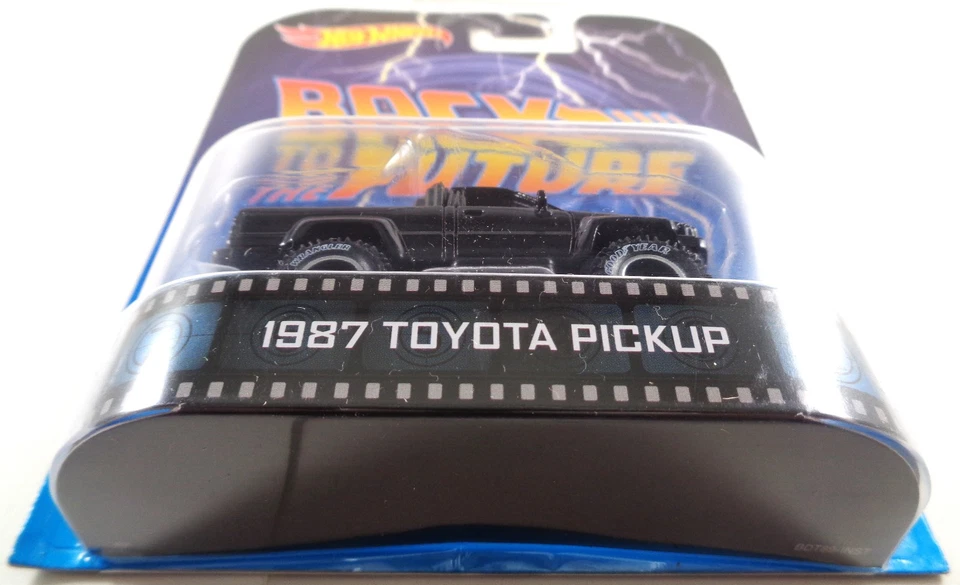 Hot Wheels
BACK
TO THE FUTURE
WRANGLER
GOODYEAR
1987 TOYOTA PICKUP